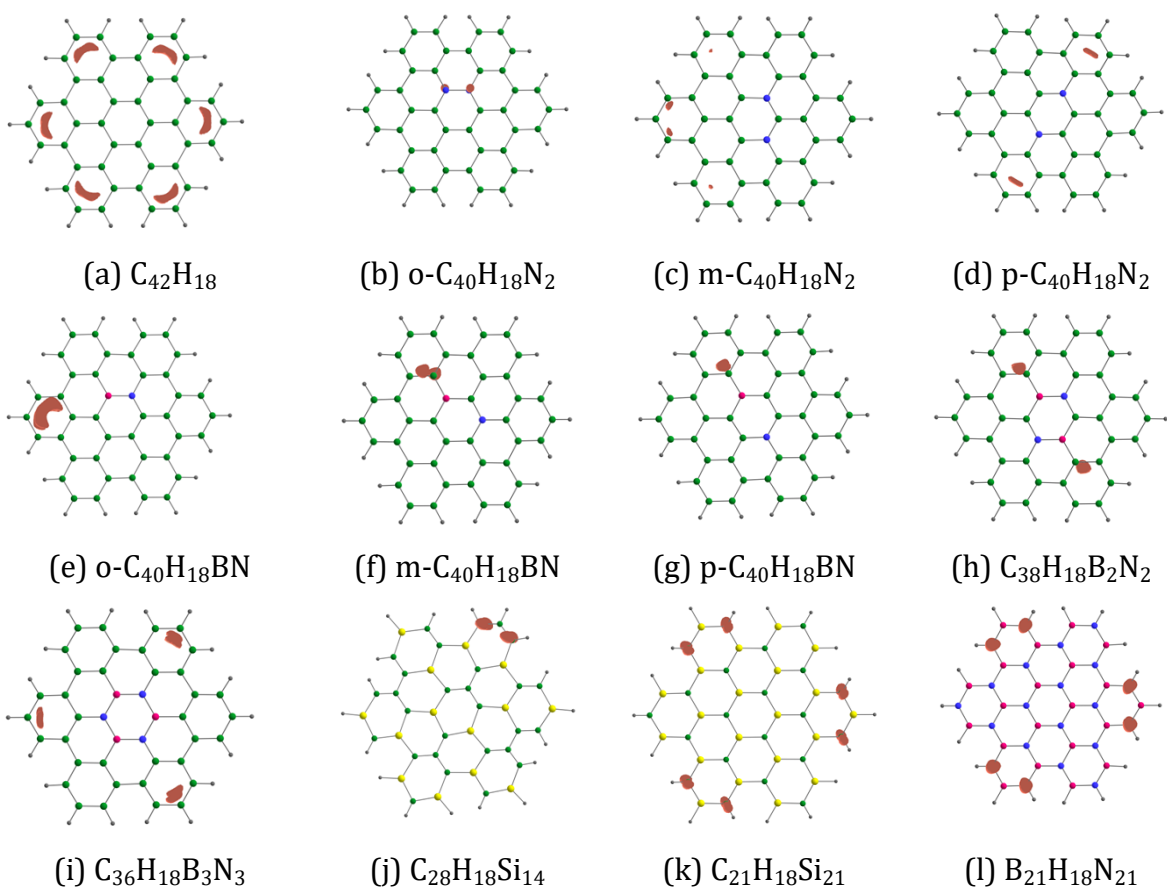 (a) C₄₂H₁₈
(b) o-C₄₀H₁₈N₂
(c) m-C₄₀H₁₈N₂
(d) p-C₄₀H₁₈N₂
(e) o-C₄₀H₁₈BN
(f) m-C₄₀H₁₈BN
(g) p-C₄₀H₁₈BN
(h) C₃₈H₁₈B₂N₂
(i) C₃₆H₁₈B₃N₃
(j) C₂₈H₁₈Si₁₄
(k) C₂₁H₁₈Si₂₁
(l) B₂₁H₁₈N₂₁